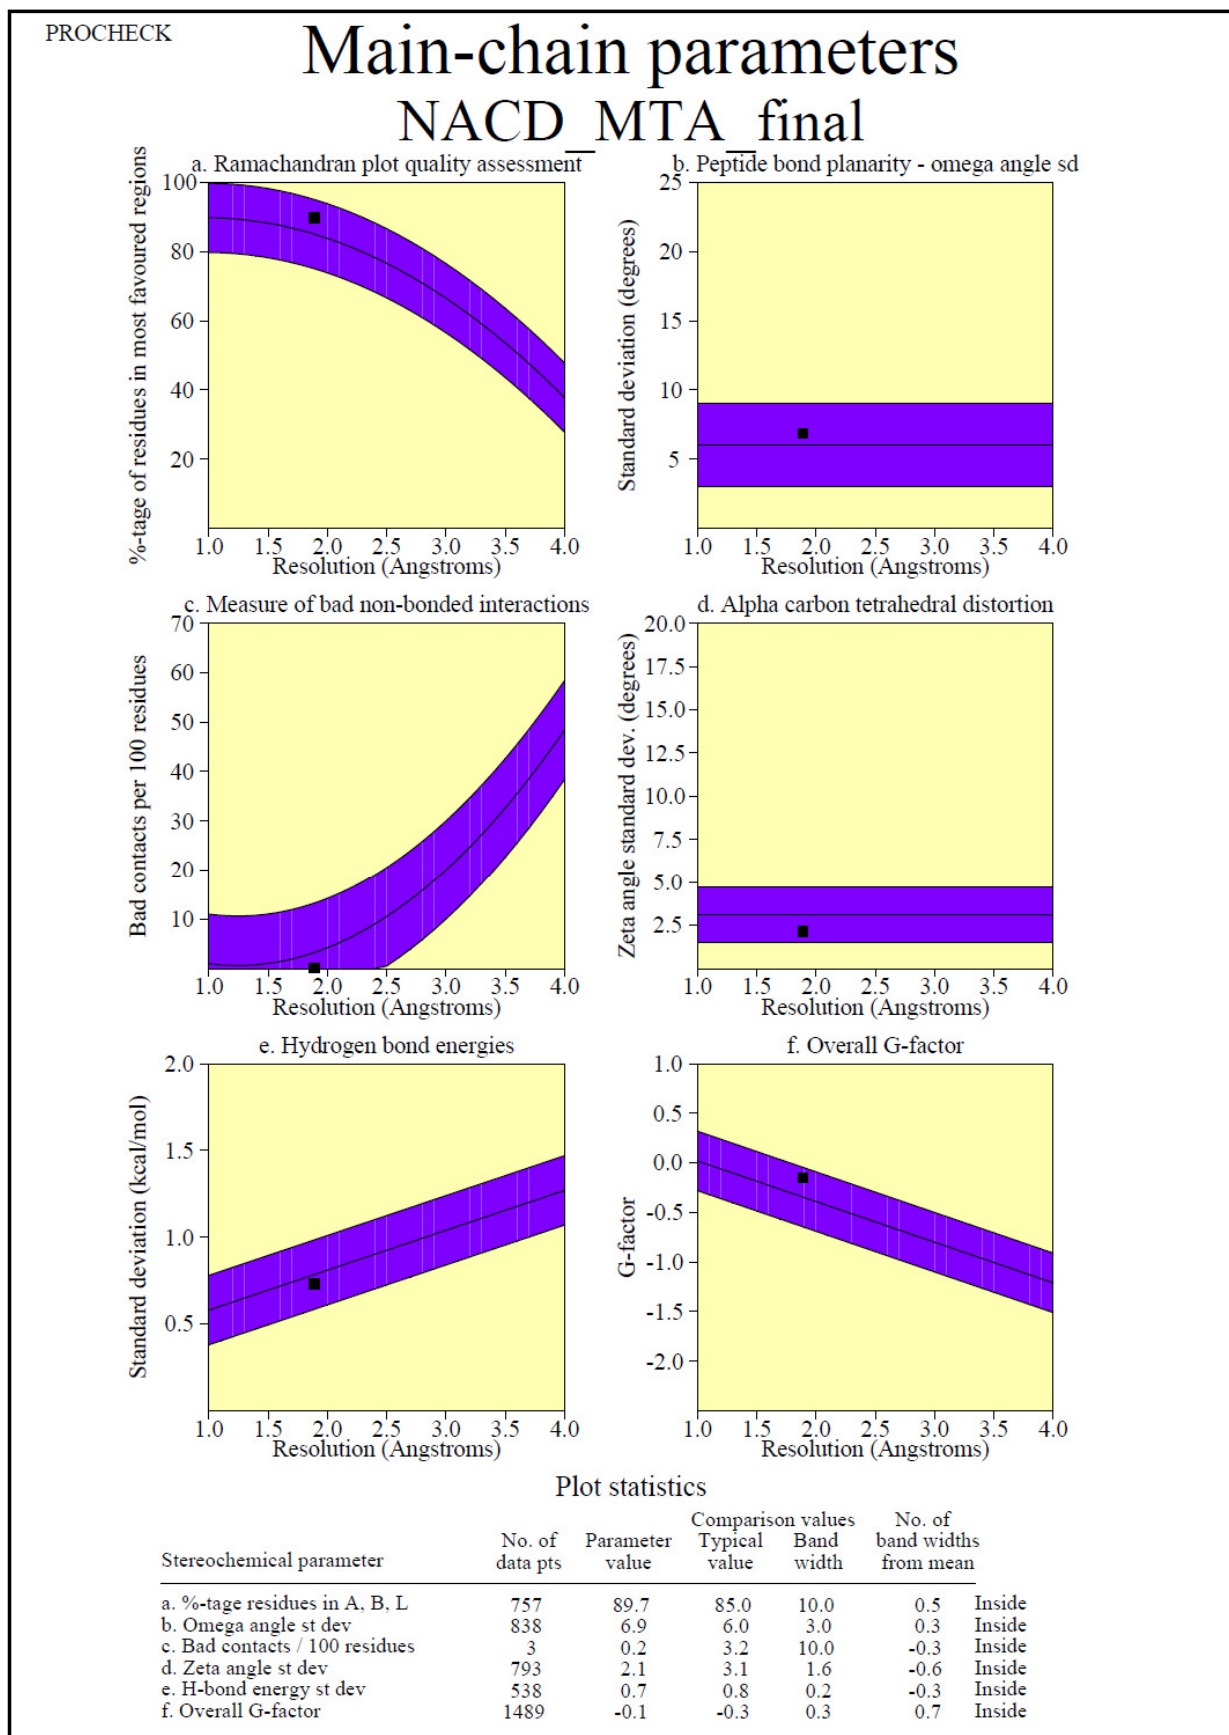 PROCHECK
Main-chain parameters
NACD_MTA_final
a. Ramachandran plot quality assessment
%-tage of residues in most favoured regions
100
80
60
40
20
1.0 1.5 2.0 2.5 3.0 3.5 4.0
Resolution (Angstroms)
b. Peptide bond planarity - omega angle sd
Standard deviation (degrees)
25
20
15
10
5
1.0 1.5 2.0 2.5 3.0 3.5 4.0
Resolution (Angstroms)
c. Measure of bad non-bonded interactions
Bad contacts per 100 residues
70
60
50
40
30
20
10
1.0 1.5 2.0 2.5 3.0 3.5 4.0
Resolution (Angstroms)
d. Alpha carbon tetrahedral distortion
Zeta angle standard dev. (degrees)
20.0
17.5
15.0
12.5
10.0
7.5
5.0
2.5
1.0 1.5 2.0 2.5 3.0 3.5 4.0
Resolution (Angstroms)
e. Hydrogen bond energies
Standard deviation (kcal/mol)
2.0
1.5
1.0
0.5
1.0 1.5 2.0 2.5 3.0 3.5 4.0
Resolution (Angstroms)
f. Overall G-factor
G-factor
1.0
0.5
0.0
-0.5
-1.0
-1.5
-2.0
1.0 1.5 2.0 2.5 3.0 3.5 4.0
Resolution (Angstroms)
Plot statistics
Comparison values No. of
No. of Parameter Typical Band band widths
Stereochemical parameter data pts value value width from mean
a. %-tage residues in A, B, L 757 89.7 85.0 10.0 0.5 Inside
b. Omega angle st dev 838 6.9 6.0 3.0 0.3 Inside
c. Bad contacts / 100 residues 3 0.2 3.2 10.0 -0.3 Inside
d. Zeta angle st dev 793 2.1 3.1 1.6 -0.6 Inside
e. H-bond energy st dev 538 0.7 0.8 0.2 -0.3 Inside
f. Overall G-factor 1489 -0.1 -0.3 0.3 0.7 Inside